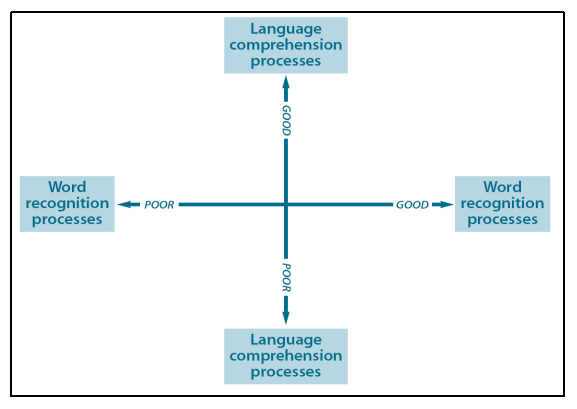 Language
comprehension
processes
GOOD
Word
recognition
processes
POOR
GOOD
Word
recognition
processes
POOR
Language
comprehension
processes